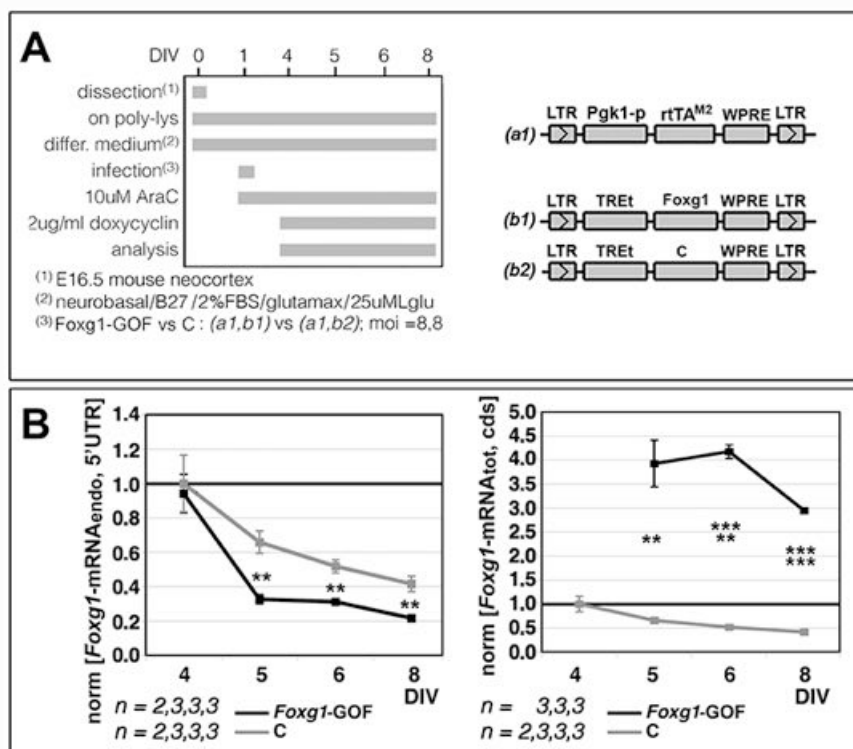 A
DIV 0 1 4 5 6 8
dissection(1)
on poly-lys
differ. medium(2)
infection(3)
10uM AraC
2ug/ml doxycyclin
analysis
(1) E16.5 mouse neocortex
(2) neurobasal/B27/2%FBS/glutamax/25uMLglu
(3) Foxg1-GOF vs C : (a1,b1) vs (a1,b2); moi =8,8
LTR Pgk1-p rtTAM2 WPRE LTR
(a1)
LTR TREt Foxg1 WPRE LTR
(b1)
LTR TREt C WPRE LTR
(b2)
B
norm [Foxg1-mRNAendo, 5'UTR]
1.4
1.2
1.0
0.8
0.6
0.4
0.2
0.0
** ** **
4 5 6 8
DIV
n = 2,3,3,3 Foxg1-GOF
n = 2,3,3,3 C
norm [Foxg1-mRNAtot, cds]
5.0
4.5
4.0
3.5
3.0
2.5
2.0
1.5
1.0
0.5
0.0
** *** ***
** ***
4 5 6 8
DIV
n = 3,3,3 Foxg1-GOF
n = 2,3,3,3 C